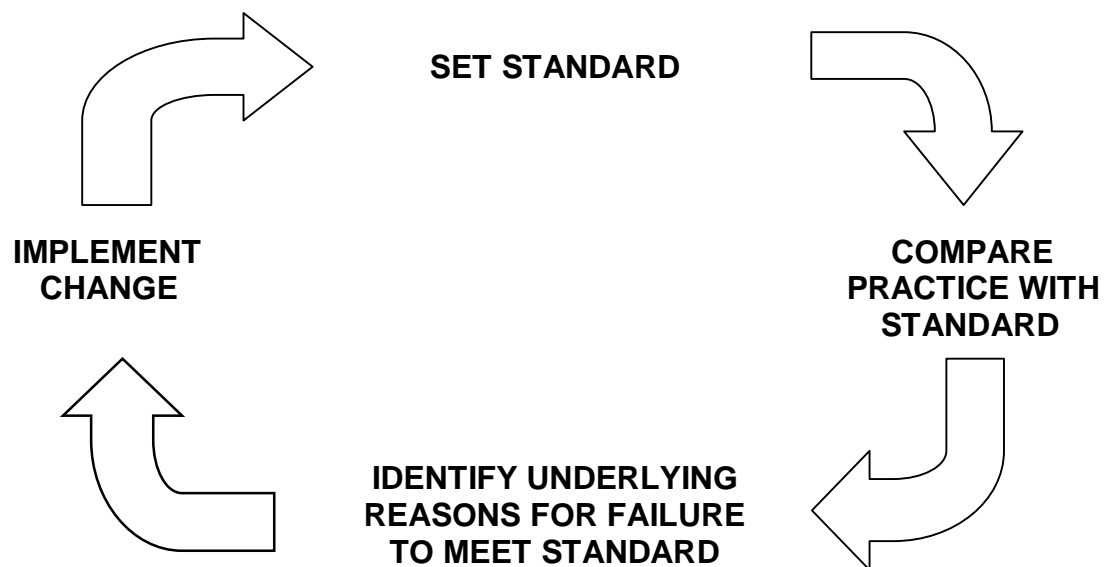 SET STANDARD
COMPARE
PRACTICE WITH
STANDARD
IDENTIFY UNDERLYING
REASONS FOR FAILURE
TO MEET STANDARD
IMPLEMENT
CHANGE